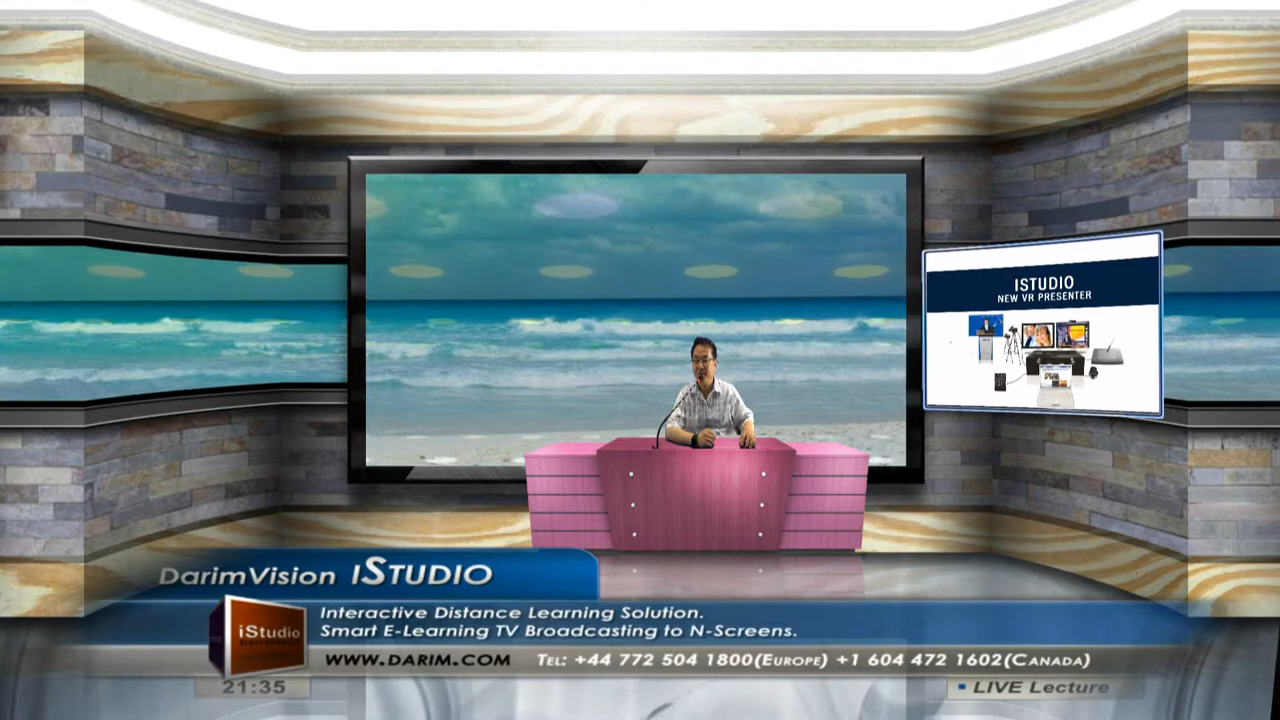 ISTUDIO
NEW VR PRESENTER
DarimVision iStudio
Interactive Distance Learning Solution.
Smart E-Learning TV Broadcasting to N-Screens.
iStudio
www.darim.com Tel: +44 772 504 1800(Europe) +1 604 472 1602(Canada)
21:35
LIVE Lecture